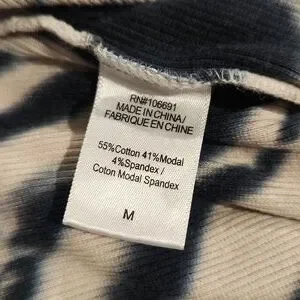 RN#106691
MADE IN CHINA/
FABRIQUE EN CHINE
55%Cotton 41%Modal
4%Spandex/
Coton Modal Spandex
M